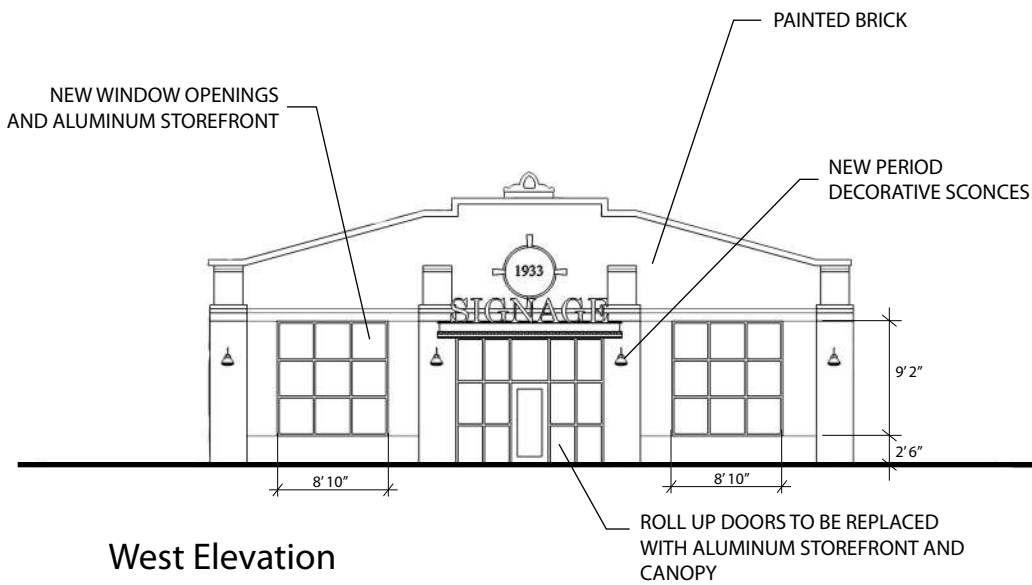 PAINTED BRICK
NEW WINDOW OPENINGS
AND ALUMINUM STOREFRONT
NEW PERIOD
DECORATIVE SCONCES
1933
SIGNAGE
9’ 2”
2’ 6”
8’ 10”
8’ 10”
ROLL UP DOORS TO BE REPLACED
WITH ALUMINUM STOREFRONT AND
CANOPY
West Elevation